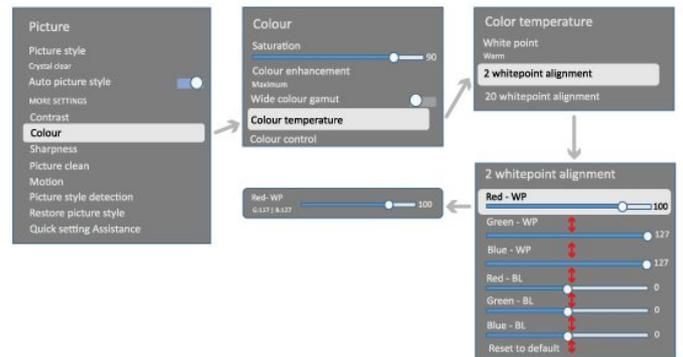 Picture
Picture style
Crystal clear
Auto picture style
MORE SETTINGS
Contrast
Colour
Sharpness
Picture clean
Motion
Picture style detection
Restore picture style
Quick setting Assistance
Colour
Saturation
90
Colour enhancement
Maximum
Wide colour gamut
Colour temperature
Colour control
Color temperature
White point
Warm
2 whitepoint alignment
20 whitepoint alignment
2 whitepoint alignment
Red - WP
100
Green - WP
127
Blue - WP
127
Red - BL
0
Green - BL
0
Blue - BL
0
Reset to default
Red- WP
G:127 | B:127
100